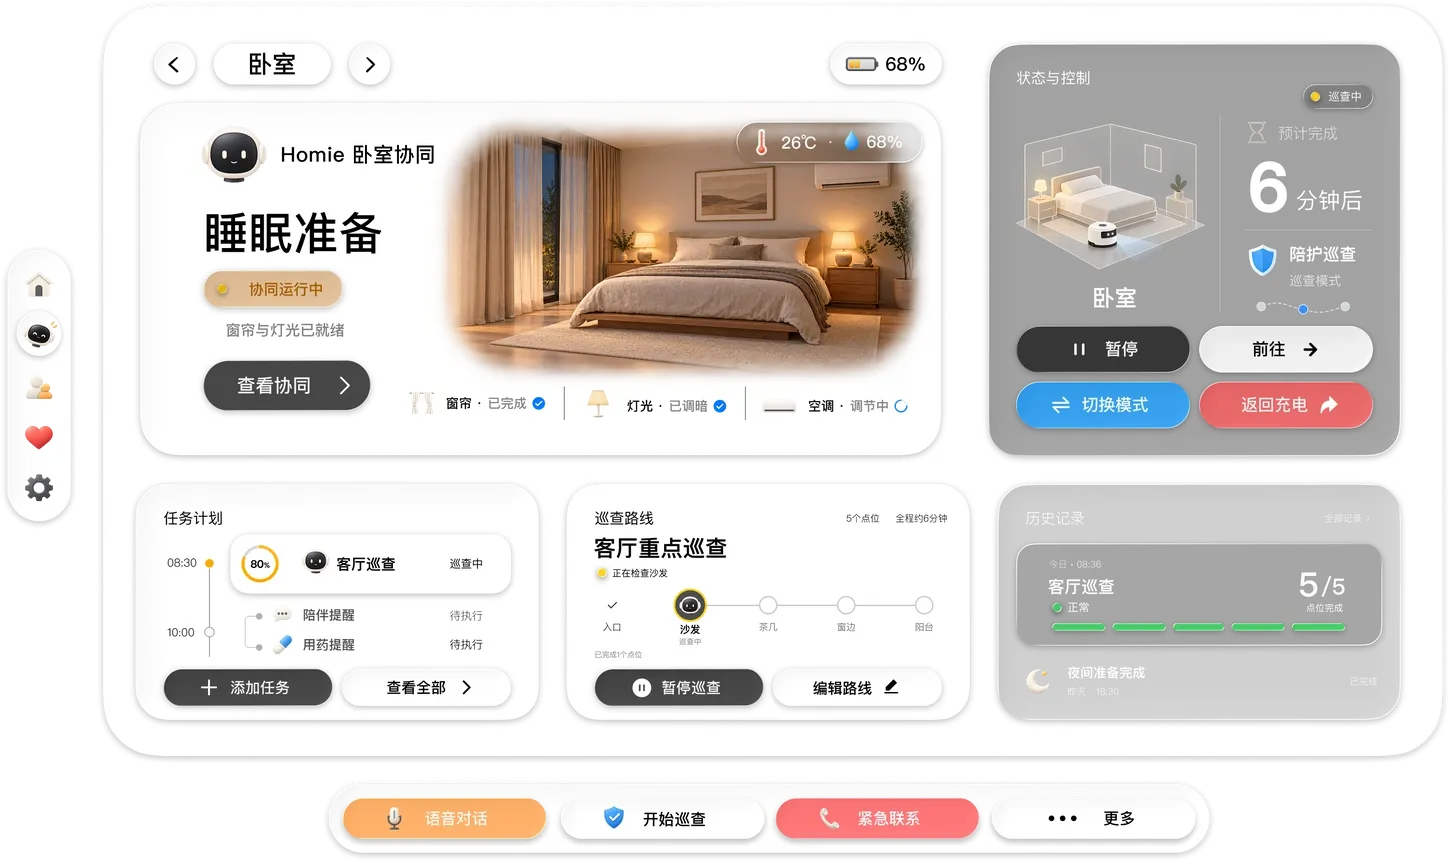 卧室
68%
Homie 卧室协同
26℃ · 68%
睡眠准备
协同运行中
窗帘与灯光已就绪
查看协同
窗帘 · 已完成
灯光 · 已调暗
空调 · 调节中
状态与控制
巡查中
预计完成
6 分钟后
陪护巡查
巡查模式
卧室
暂停
前往
切换模式
返回充电
任务计划
08:30
80%
客厅巡查
巡查中
陪伴提醒
待执行
10:00
用药提醒
待执行
添加任务
查看全部
巡查路线
5个点位
全程约6分钟
客厅重点巡查
正在检查沙发
入口
沙发
巡查中
茶几
窗边
阳台
已完成1个点位
暂停巡查
编辑路线
历史记录
全部记录 ›
今日 · 08:36
客厅巡查
正常
5/5
点位完成
夜间准备完成
昨天 18:30
已完成
语音对话
开始巡查
紧急联系
更多